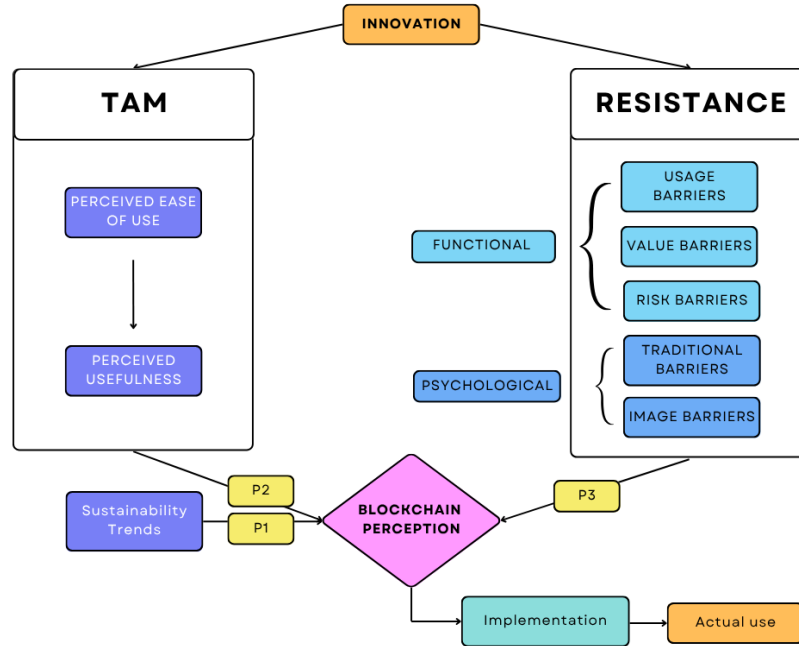 INNOVATION
TAM
RESISTANCE
PERCEIVED EASE
OF USE
USAGE
BARRIERS
FUNCTIONAL
VALUE BARRIERS
RISK BARRIERS
PERCEIVED
USEFULNESS
TRADITIONAL
BARRIERS
PSYCHOLOGICAL
IMAGE BARRIERS
P2
P3
Sustainability
Trends
P1
BLOCKCHAIN
PERCEPTION
Implementation
Actual use